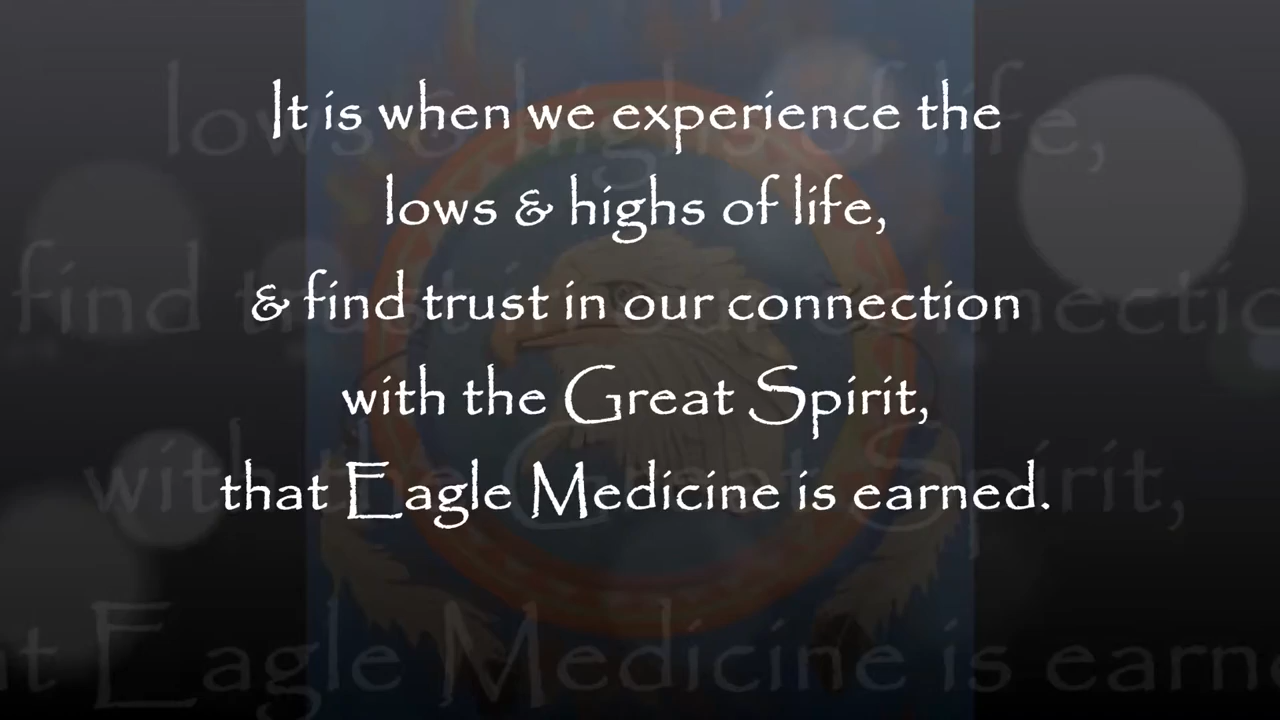 It is when we experience the
lows & highs of life,
& find trust in our connection
with the Great Spirit,
that Eagle Medicine is earned.